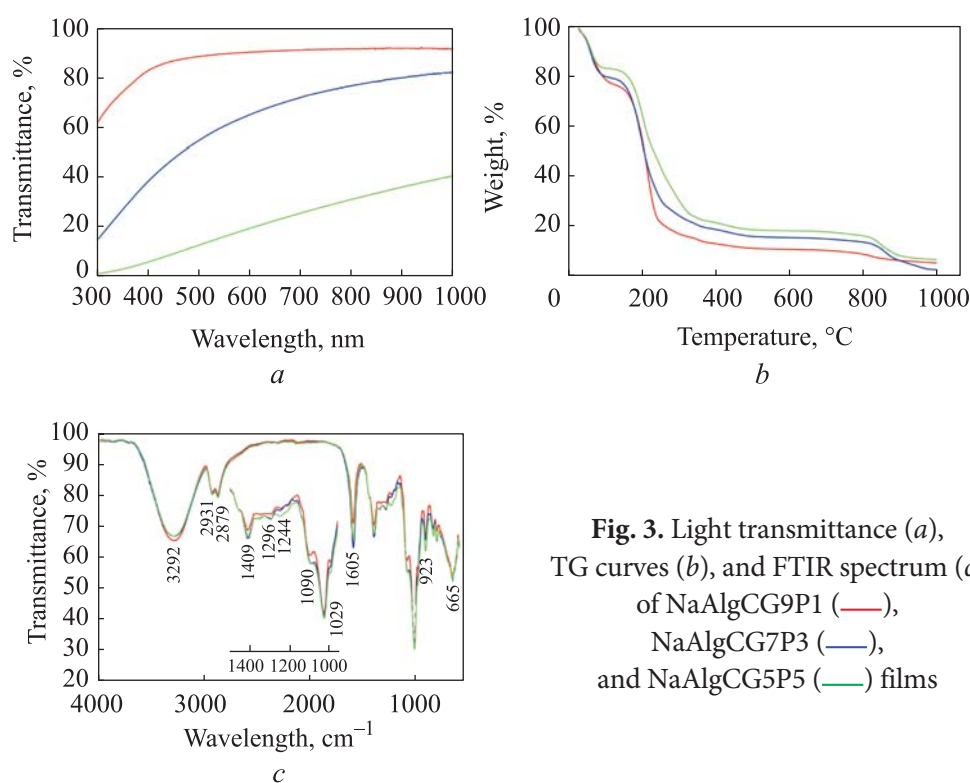 100
80
60
40
20
0
300 400 500 600 700 800 900 1000
Transmittance, %
Wavelength, nm
a
100
80
60
40
20
0 200 400 600 800 1000
Weight, %
Temperature, °C
b
100
90
80
70
60
50
40
30
20
4000 3000 2000 1000
Transmittance, %
3292
2931
2879
1409
1296
1244
1090
1029
1605
923
665
1400 1200 1000
Wavelength, cm⁻¹
c
Fig. 3. Light transmittance (a),
TG curves (b), and FTIR spectrum (
of NaAlgCG9P1 (——),
NaAlgCG7P3 (——),
and NaAlgCG5P5 (——) films